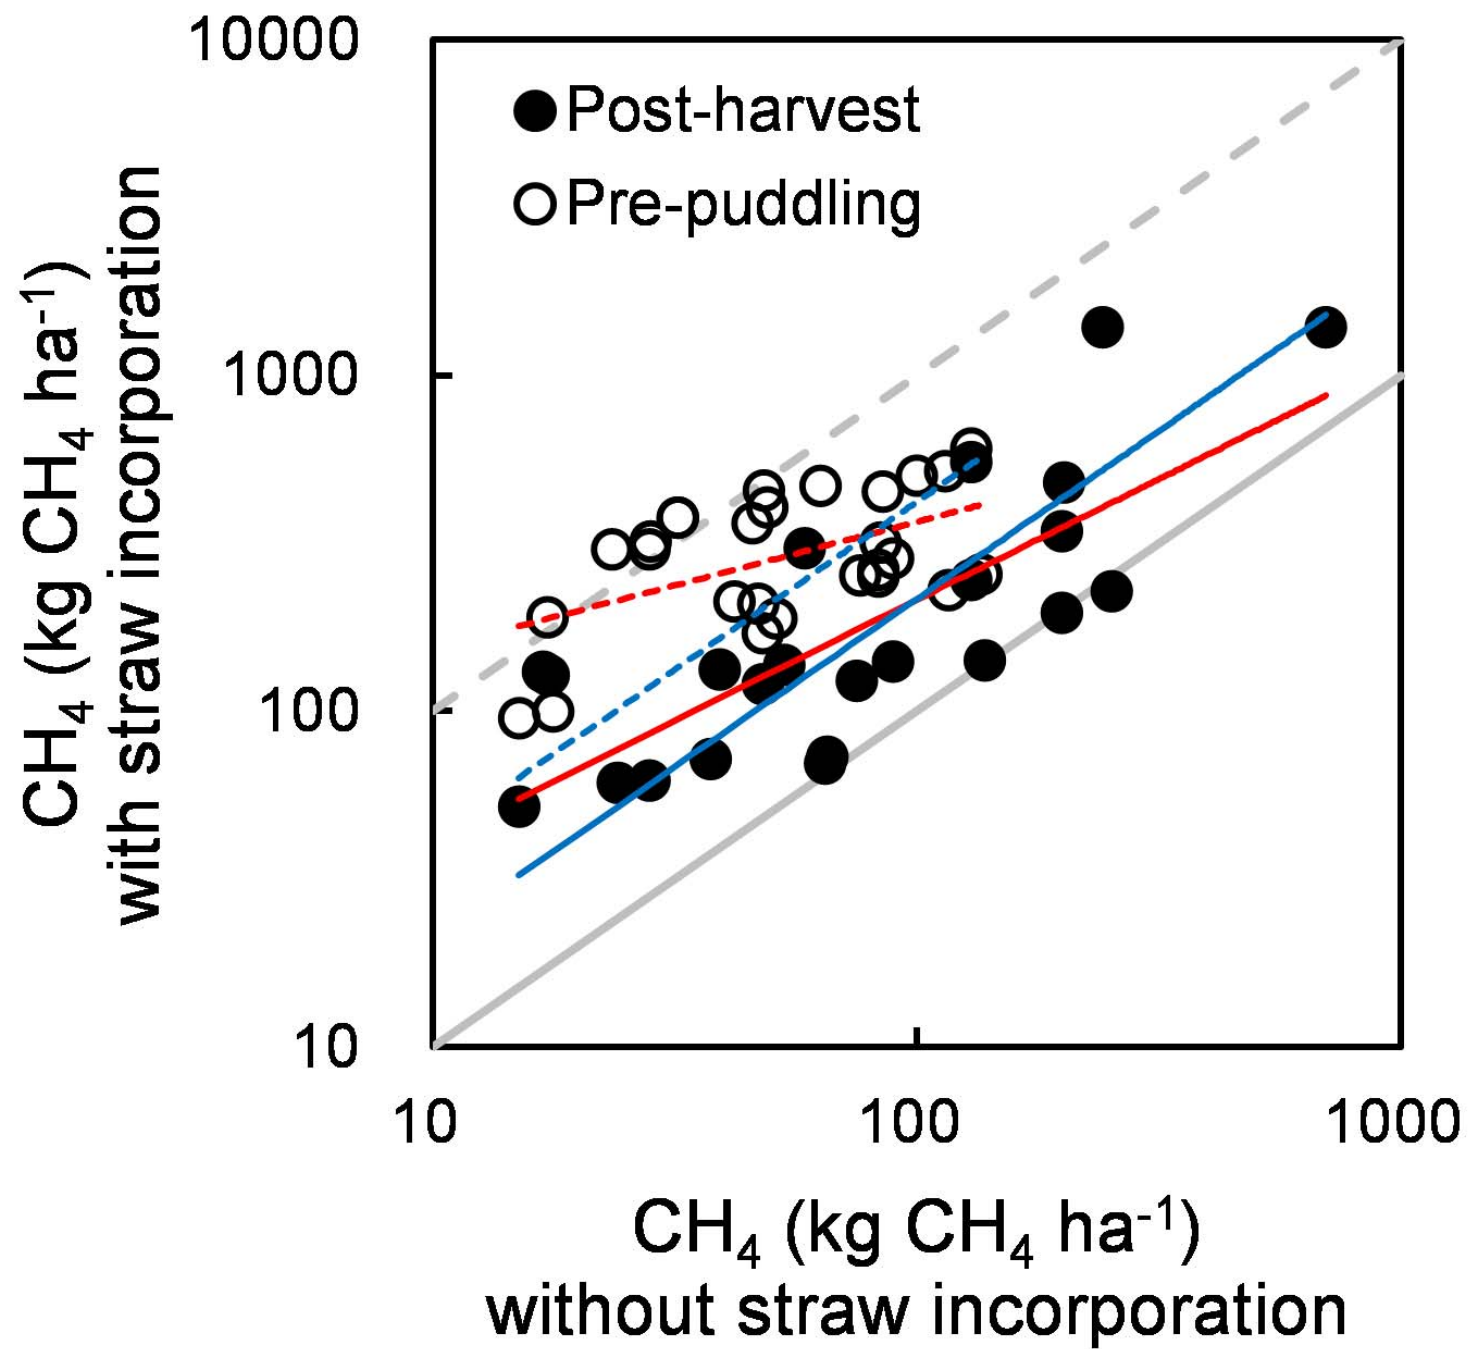 10000
Post-harvest
Pre-puddling
CH₄ (kg CH₄ ha⁻¹)
with straw incorporation
1000
100
10
10
100
1000
CH₄ (kg CH₄ ha⁻¹)
without straw incorporation